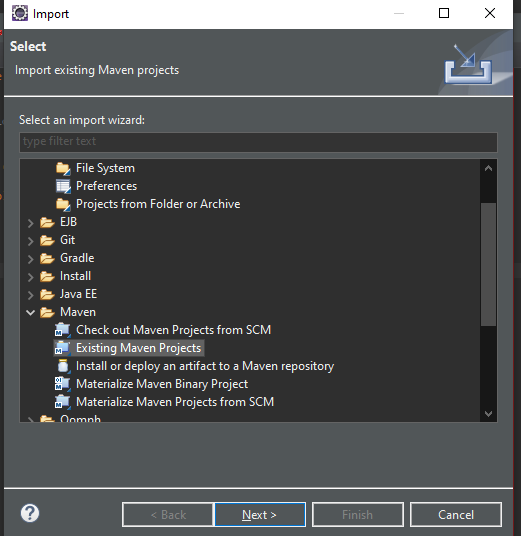 Import
Select
Import existing Maven projects
Select an import wizard:
type filter text
File System
Preferences
Projects from Folder or Archive
EJB
Git
Gradle
Install
Java EE
Maven
Check out Maven Projects from SCM
Existing Maven Projects
Install or deploy an artifact to a Maven repository
Materialize Maven Binary Project
Materialize Maven Projects from SCM
Oomph
< Back
Next >
Finish
Cancel